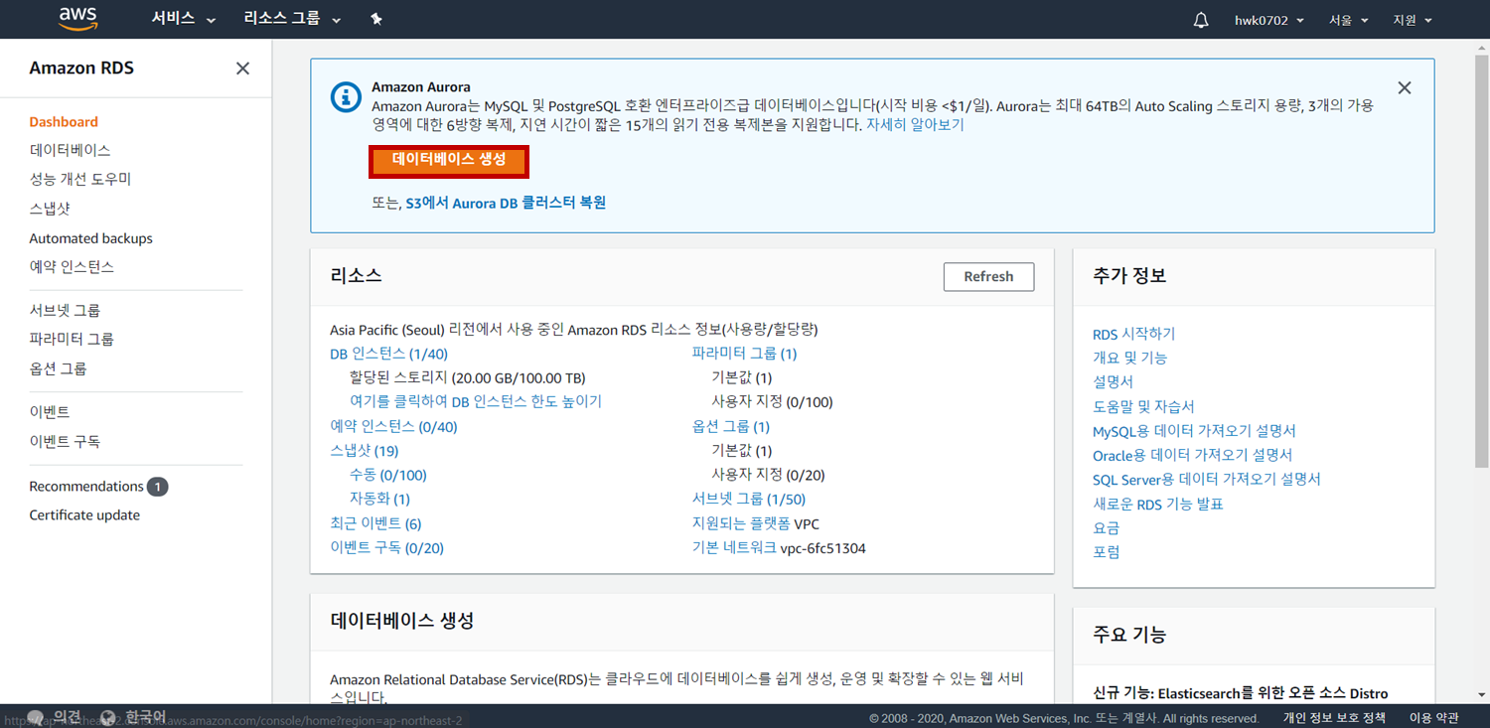 aws 서비스 리소스 그룹 hwk0702 서울 지원
Amazon RDS
Dashboard
데이터베이스
성능 개선 도우미
스냅샷
Automated backups
예약 인스턴스
서브넷 그룹
파라미터 그룹
옵션 그룹
이벤트
이벤트 구독
Recommendations 1
Certificate update
Amazon Aurora
Amazon Aurora는 MySQL 및 PostgreSQL 호환 엔터프라이즈급 데이터베이스입니다(시작 비용 <$1/일). Aurora는 최대 64TB의 Auto Scaling 스토리지 용량, 3개의 가용
영역에 대한 6방향 복제, 지연 시간이 짧은 15개의 읽기 전용 복제본을 지원합니다. 자세히 알아보기
데이터베이스 생성
또는, S3에서 Aurora DB 클러스터 복원
리소스
Refresh
Asia Pacific (Seoul) 리전에서 사용 중인 Amazon RDS 리소스 정보(사용량/할당량)
DB 인스턴스 (1/40)
할당된 스토리지 (20.00 GB/100.00 TB)
여기를 클릭하여 DB 인스턴스 한도 높이기
예약 인스턴스 (0/40)
스냅샷 (19)
수동 (0/100)
자동화 (1)
최근 이벤트 (6)
이벤트 구독 (0/20)
파라미터 그룹 (1)
기본값 (1)
사용자 지정 (0/100)
옵션 그룹 (1)
기본값 (1)
사용자 지정 (0/20)
서브넷 그룹 (1/50)
지원되는 플랫폼 VPC
기본 네트워크 vpc-6fc51304
추가 정보
RDS 시작하기
개요 및 기능
설명서
도움말 및 자습서
MySQL용 데이터 가져오기 설명서
Oracle용 데이터 가져오기 설명서
SQL Server용 데이터 가져오기 설명서
새로운 RDS 기능 발표
요금
포럼
데이터베이스 생성
Amazon Relational Database Service(RDS)는 클라우드에 데이터베이스를 쉽게 생성, 운영 및 확장할 수 있는 웹 서비
스입니다.
주요 기능
신규 기능: Elasticsearch를 위한 오픈 소스 Distro
의견 한국어
https://ap-northeast-2.console.aws.amazon.com/console/home?region=ap-northeast-2
© 2008 - 2020, Amazon Web Services, Inc. 또는 계열사. All rights reserved. 개인 정보 보호 정책 이용 약관